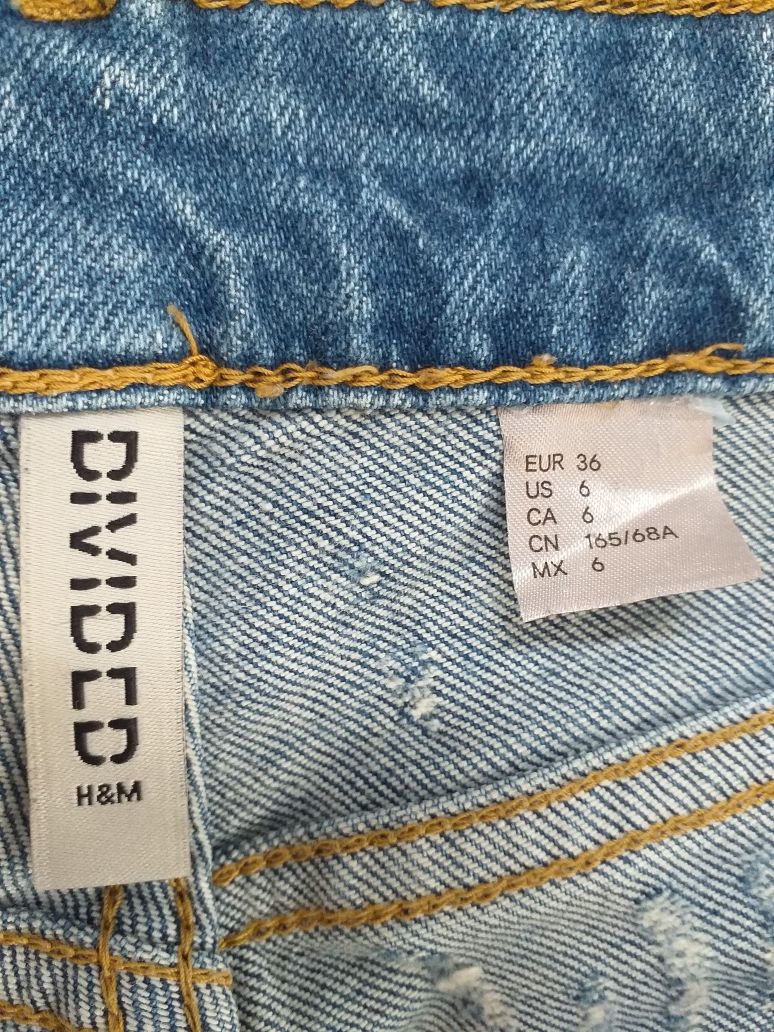 DIVIDED
H&M
EUR 36
US 6
CA 6
CN 165/68A
MX 6